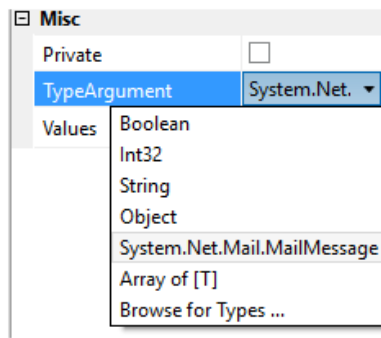 Misc
Private
TypeArgument System.Net.
Values
Boolean
Int32
String
Object
System.Net.Mail.MailMessage
Array of [T]
Browse for Types ...